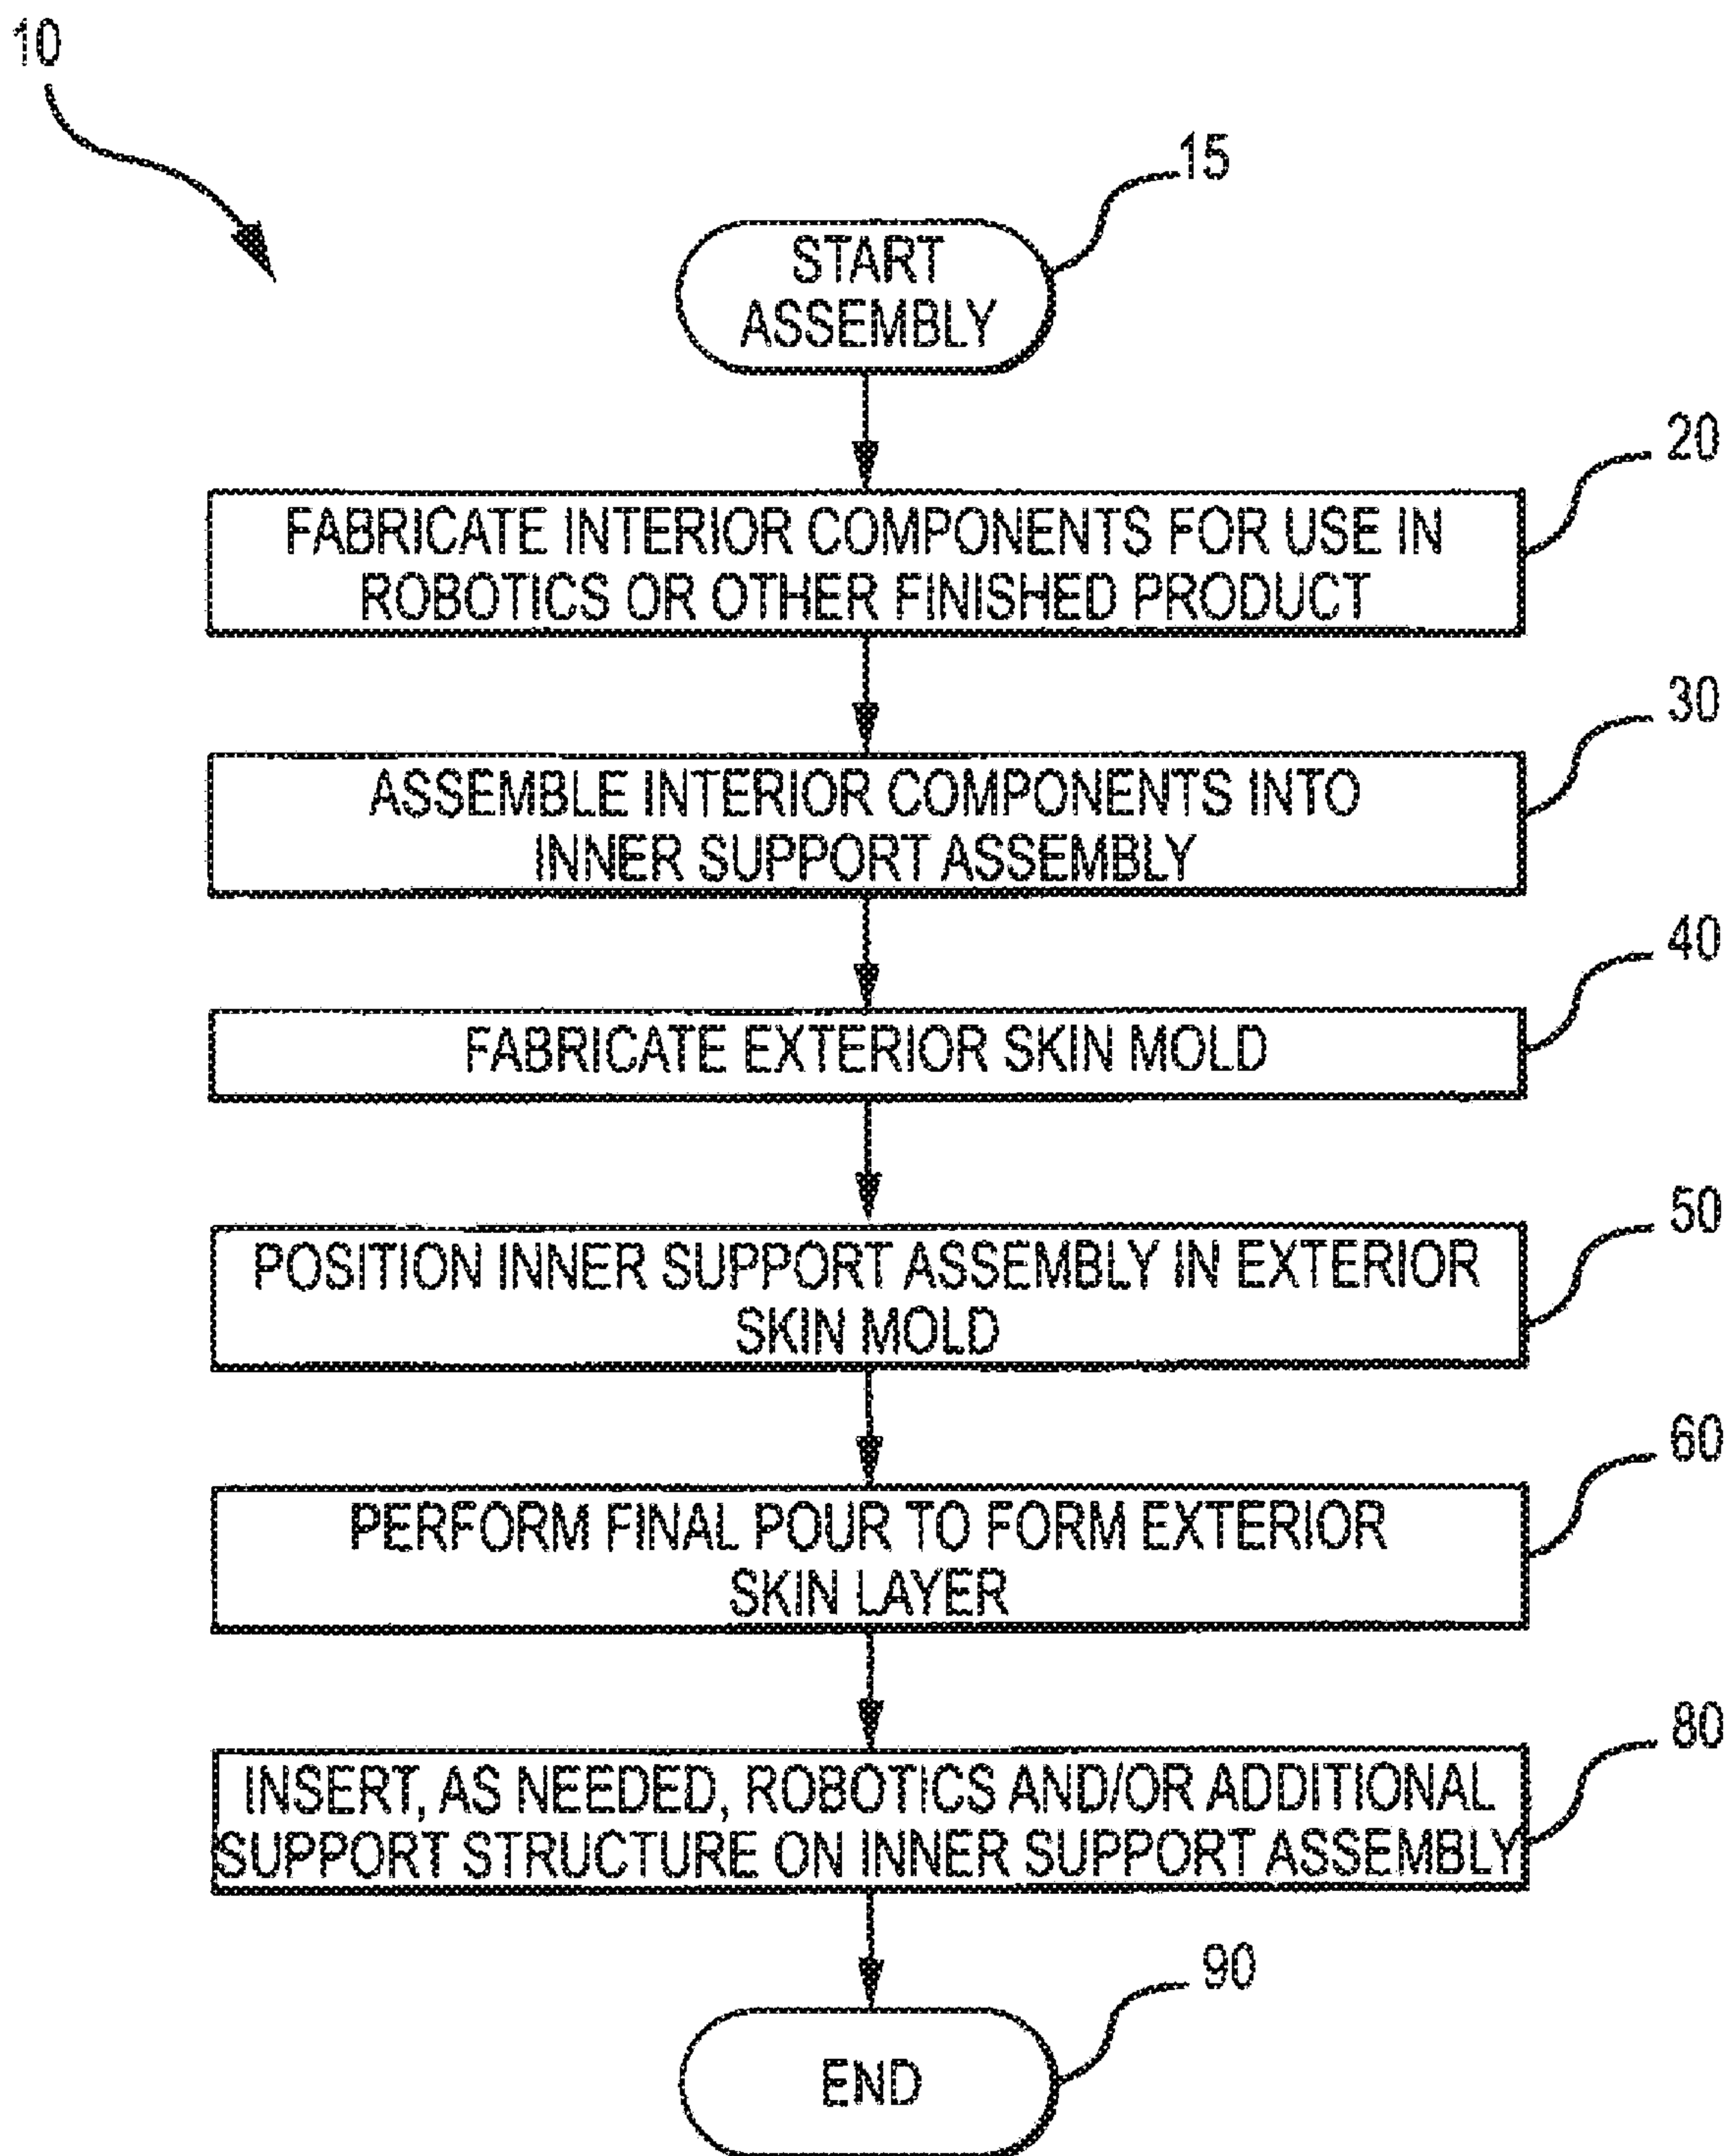 10
15
START
ASSEMBLY
20
FABRICATE INTERIOR COMPONENTS FOR USE IN
ROBOTICS OR OTHER FINISHED PRODUCT
30
ASSEMBLE INTERIOR COMPONENTS INTO
INNER SUPPORT ASSEMBLY
40
FABRICATE EXTERIOR SKIN MOLD
50
POSITION INNER SUPPORT ASSEMBLY IN EXTERIOR
SKIN MOLD
60
PERFORM FINAL POUR TO FORM EXTERIOR
SKIN LAYER
80
INSERT, AS NEEDED, ROBOTICS AND/OR ADDITIONAL
SUPPORT STRUCTURE ON INNER SUPPORT ASSEMBLY
90
END